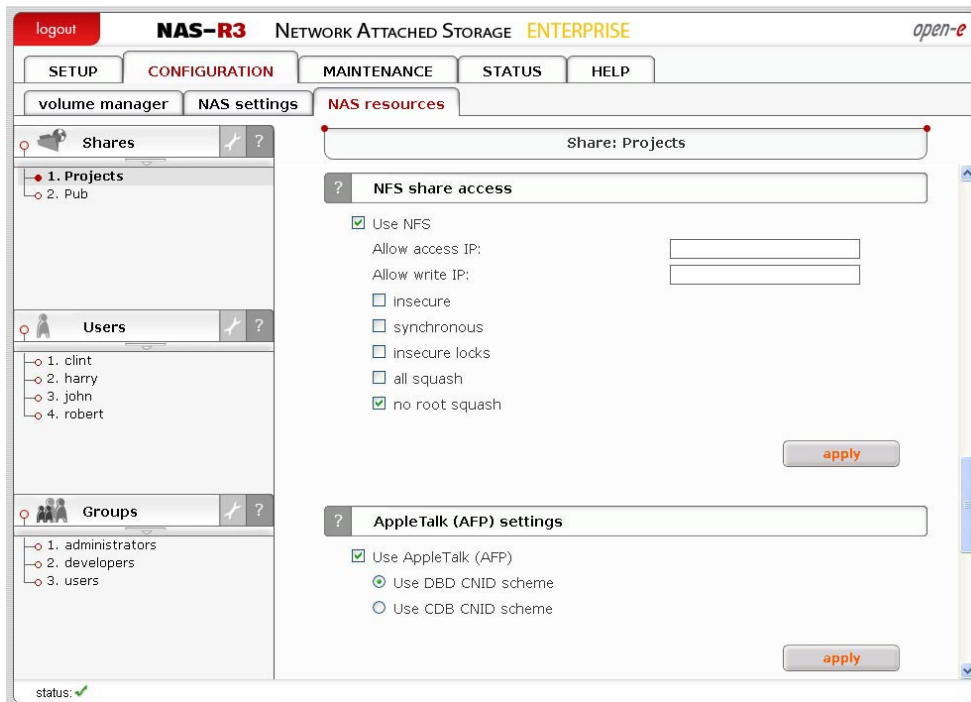 logout NAS-R3 NETWORK ATTACHED STORAGE ENTERPRISE open-e
SETUP CONFIGURATION MAINTENANCE STATUS HELP
volume manager NAS settings NAS resources
Shares ?
1. Projects
2. Pub
Users ?
1. clint
2. harry
3. john
4. robert
Groups ?
1. administrators
2. developers
3. users
Share: Projects
? NFS share access
Use NFS
Allow access IP:
Allow write IP:
insecure
synchronous
insecure locks
all squash
no root squash
apply
? AppleTalk (AFP) settings
Use AppleTalk (AFP)
Use DBD CNID scheme
Use CDB CNID scheme
apply
status: